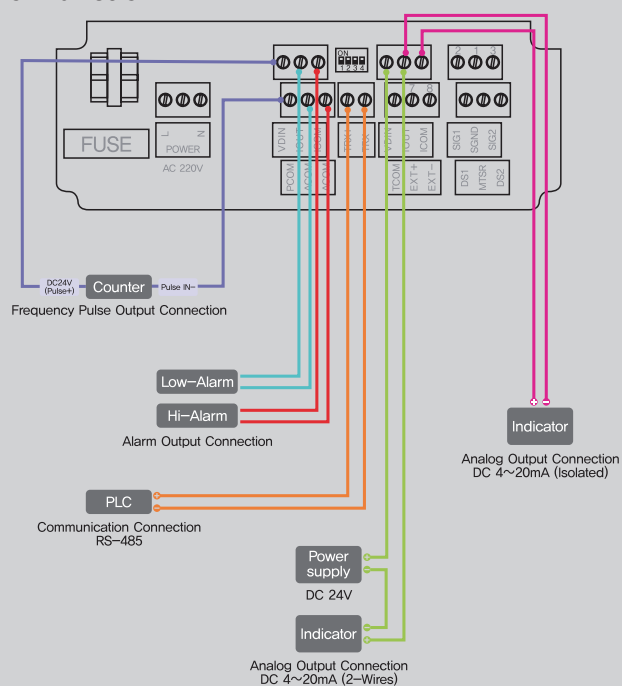 ON
1 2 3 4
2 1 3
7 8
FUSE
L N
POWER
AC 220V
VDIN
IOUT
ICOM
TRX+
TRX-
VDIN
IOUT
ICOM
SIG1
SGND
SIG2
PCOM
ACOM
ACOM
TCOM
EXT+
EXT-
DS1
MTSR
DS2
DC24V
(Pulse+)
Counter
Pulse IN-
Frequency Pulse Output Connection
Low-Alarm
Hi-Alarm
Alarm Output Connection
Indicator
Analog Output Connection
DC 4~20mA (Isolated)
PLC
Communication Connection
RS-485
Power
supply
DC 24V
Indicator
Analog Output Connection
DC 4~20mA (2-Wires)